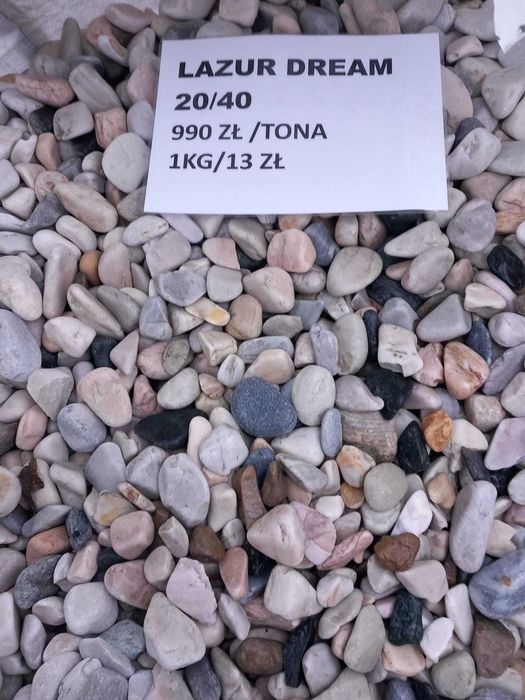 LAZUR DREAM
20/40
990 ZŁ /TONA
1KG/13 ZŁ